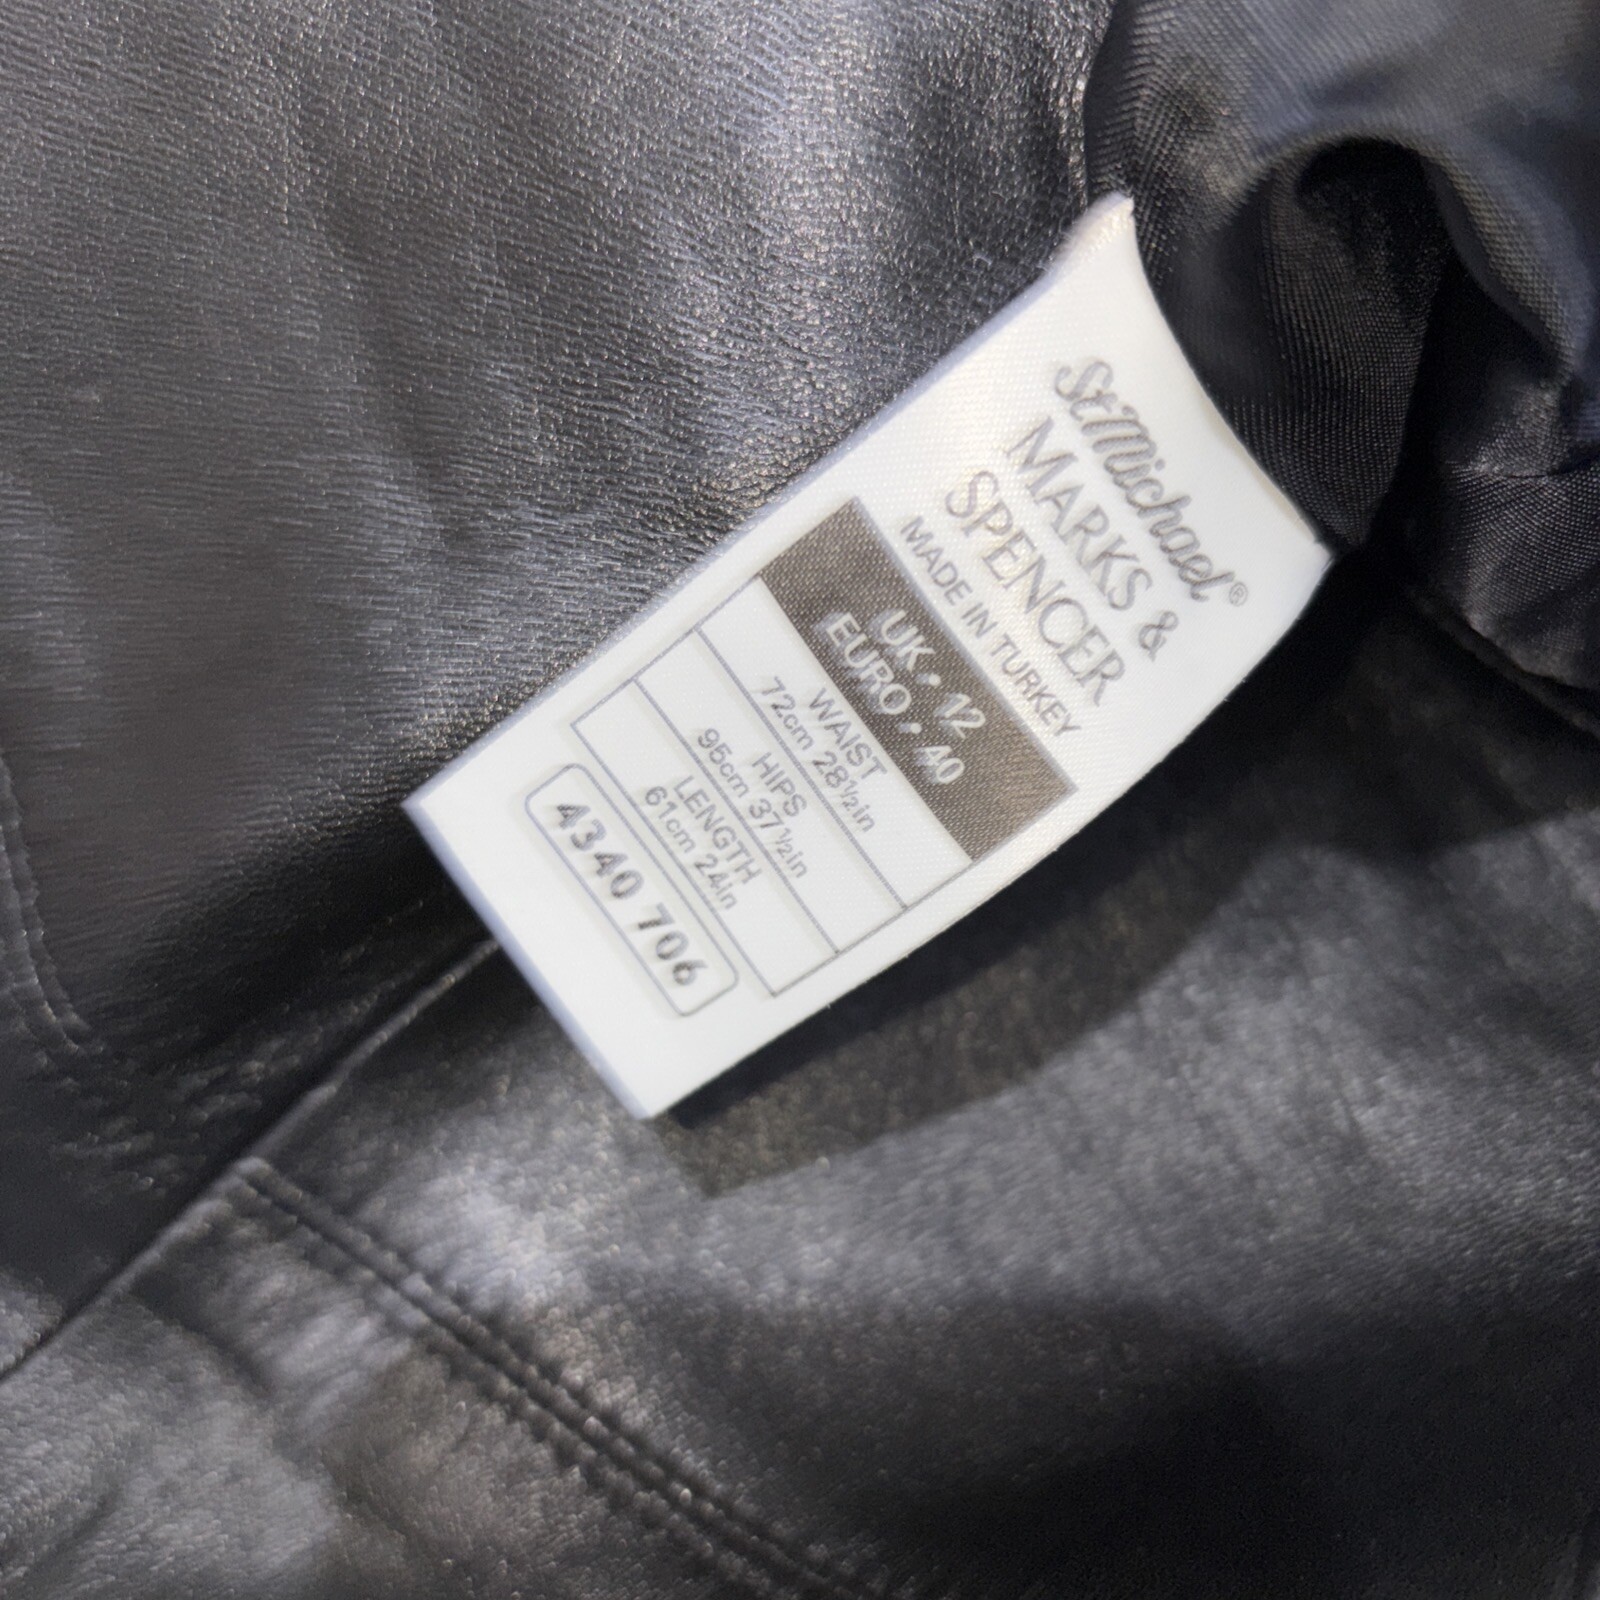 St.Michael®
MARKS &
SPENCER
MADE IN TURKEY
UK • 12
EURO • 40
WAIST
72cm 28½in
HIPS
95cm 37½in
LENGTH
61cm 24in
4340 706